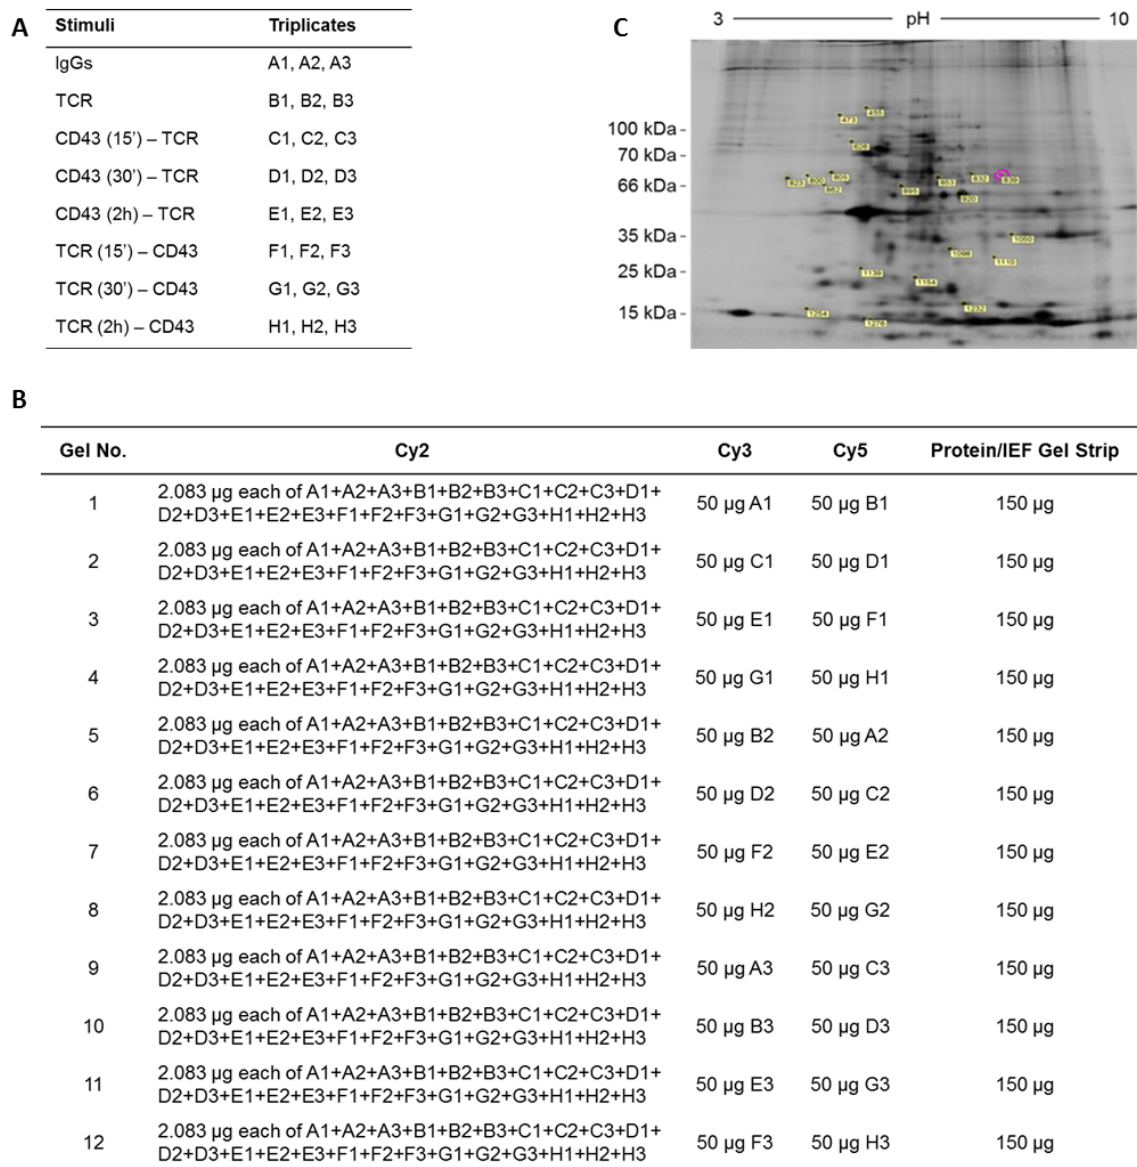 A
Stimuli Triplicates
IgGs A1, A2, A3
TCR B1, B2, B3
CD43 (15') – TCR C1, C2, C3
CD43 (30') – TCR D1, D2, D3
CD43 (2h) – TCR E1, E2, E3
TCR (15') – CD43 F1, F2, F3
TCR (30') – CD43 G1, G2, G3
TCR (2h) – CD43 H1, H2, H3
C
3 pH 10
100 kDa -
70 kDa -
66 kDa -
35 kDa -
25 kDa -
15 kDa -
455
473
626
623 600 605
662
653 632 639
695
920
1050
1096
1110
1139
1154
1232
1254
1276
B
Gel No. Cy2 Cy3 Cy5 Protein/IEF Gel Strip
1 2.083 µg each of A1+A2+A3+B1+B2+B3+C1+C2+C3+D1+
D2+D3+E1+E2+E3+F1+F2+F3+G1+G2+G3+H1+H2+H3 50 µg A1 50 µg B1 150 µg
2 2.083 µg each of A1+A2+A3+B1+B2+B3+C1+C2+C3+D1+
D2+D3+E1+E2+E3+F1+F2+F3+G1+G2+G3+H1+H2+H3 50 µg C1 50 µg D1 150 µg
3 2.083 µg each of A1+A2+A3+B1+B2+B3+C1+C2+C3+D1+
D2+D3+E1+E2+E3+F1+F2+F3+G1+G2+G3+H1+H2+H3 50 µg E1 50 µg F1 150 µg
4 2.083 µg each of A1+A2+A3+B1+B2+B3+C1+C2+C3+D1+
D2+D3+E1+E2+E3+F1+F2+F3+G1+G2+G3+H1+H2+H3 50 µg G1 50 µg H1 150 µg
5 2.083 µg each of A1+A2+A3+B1+B2+B3+C1+C2+C3+D1+
D2+D3+E1+E2+E3+F1+F2+F3+G1+G2+G3+H1+H2+H3 50 µg B2 50 µg A2 150 µg
6 2.083 µg each of A1+A2+A3+B1+B2+B3+C1+C2+C3+D1+
D2+D3+E1+E2+E3+F1+F2+F3+G1+G2+G3+H1+H2+H3 50 µg D2 50 µg C2 150 µg
7 2.083 µg each of A1+A2+A3+B1+B2+B3+C1+C2+C3+D1+
D2+D3+E1+E2+E3+F1+F2+F3+G1+G2+G3+H1+H2+H3 50 µg F2 50 µg E2 150 µg
8 2.083 µg each of A1+A2+A3+B1+B2+B3+C1+C2+C3+D1+
D2+D3+E1+E2+E3+F1+F2+F3+G1+G2+G3+H1+H2+H3 50 µg H2 50 µg G2 150 µg
9 2.083 µg each of A1+A2+A3+B1+B2+B3+C1+C2+C3+D1+
D2+D3+E1+E2+E3+F1+F2+F3+G1+G2+G3+H1+H2+H3 50 µg A3 50 µg C3 150 µg
10 2.083 µg each of A1+A2+A3+B1+B2+B3+C1+C2+C3+D1+
D2+D3+E1+E2+E3+F1+F2+F3+G1+G2+G3+H1+H2+H3 50 µg B3 50 µg D3 150 µg
11 2.083 µg each of A1+A2+A3+B1+B2+B3+C1+C2+C3+D1+
D2+D3+E1+E2+E3+F1+F2+F3+G1+G2+G3+H1+H2+H3 50 µg E3 50 µg G3 150 µg
12 2.083 µg each of A1+A2+A3+B1+B2+B3+C1+C2+C3+D1+
D2+D3+E1+E2+E3+F1+F2+F3+G1+G2+G3+H1+H2+H3 50 µg F3 50 µg H3 150 µg